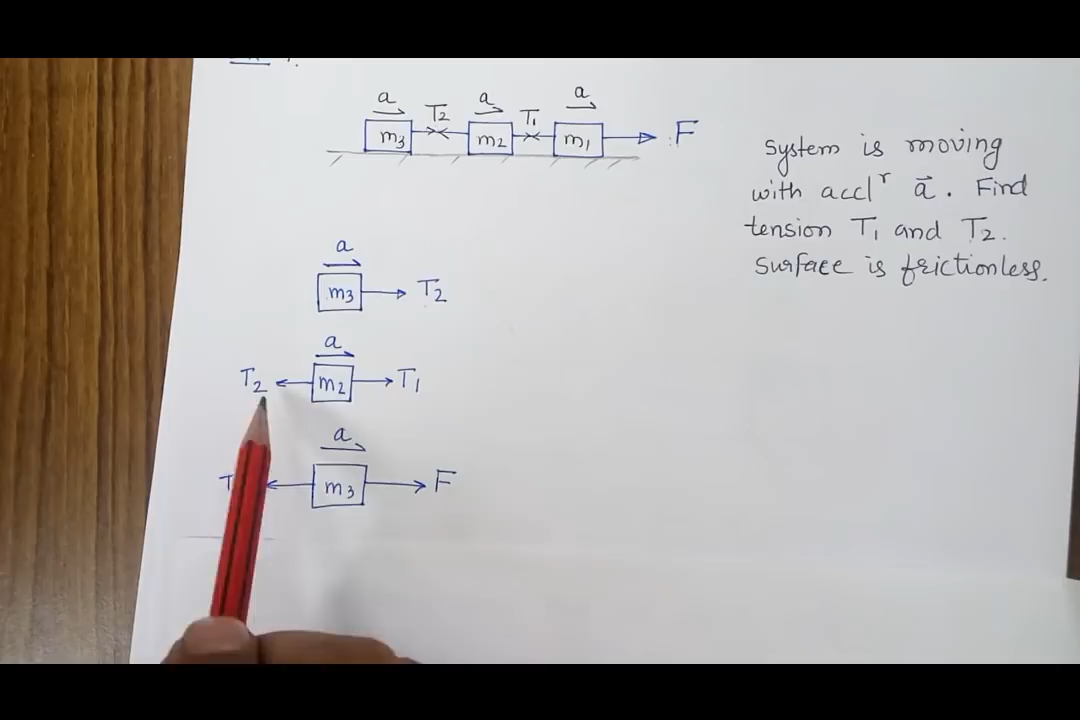 a a a
T2 T1
m3 m2 m1 F
System is moving
with accl^r a⃗. Find
tension T1 and T2.
Surface is frictionless.
a
m3 T2
a
T2 m2 T1
a
T m3 F